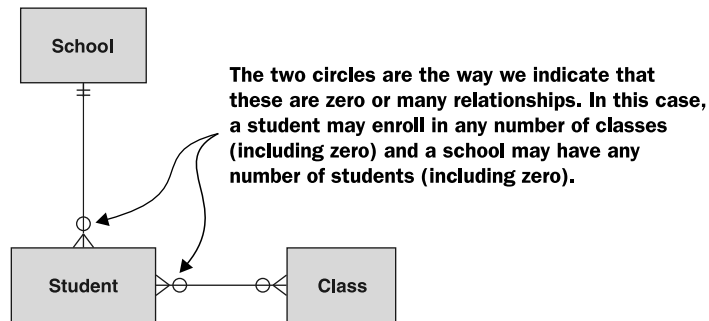 School
The two circles are the way we indicate that
these are zero or many relationships. In this case,
a student may enroll in any number of classes
(including zero) and a school may have any
number of students (including zero).
Student
Class